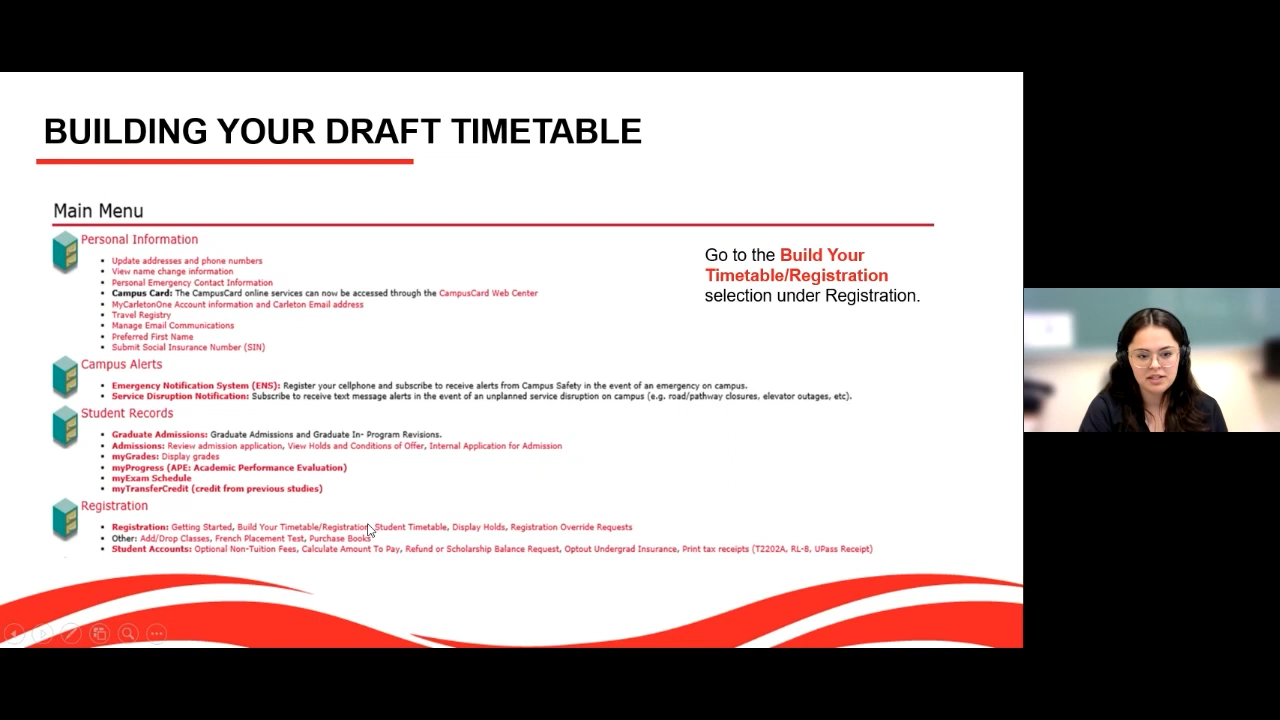 BUILDING YOUR DRAFT TIMETABLE
Main Menu
Personal Information
Update addresses and phone numbers
View name change information
Personal Emergency Contact Information
Campus Card: The CampusCard online services can now be accessed through the CampusCard Web Center
MyCarletonOne Account information and Carleton Email address
Travel Registry
Manage Email Communications
Preferred First Name
Submit Social Insurance Number (SIN)
Campus Alerts
Emergency Notification System (ENS): Register your cellphone and subscribe to receive alerts from Campus Safety in the event of an emergency on campus.
Service Disruption Notification: Subscribe to receive text message alerts in the event of an unplanned service disruption on campus (e.g. road/pathway closures, elevator outages, etc).
Student Records
Graduate Admissions: Graduate Admissions and Graduate In- Program Revisions.
Admissions: Review admission application, View Holds and Conditions of Offer, Internal Application for Admission
myGrades: Display grades
myProgress (APE: Academic Performance Evaluation)
myExam Schedule
myTransferCredit (credit from previous studies)
Registration
Registration: Getting Started, Build Your Timetable/Registration, Student Timetable, Display Holds, Registration Override Requests
Other: Add/Drop Classes, French Placement Test, Purchase Books
Student Accounts: Optional Non-Tuition Fees, Calculate Amount To Pay, Refund or Scholarship Balance Request, Optout Undergrad Insurance, Print tax receipts (T2202A, RL-8, UPass Receipt)
Go to the Build Your
Timetable/Registration
selection under Registration.